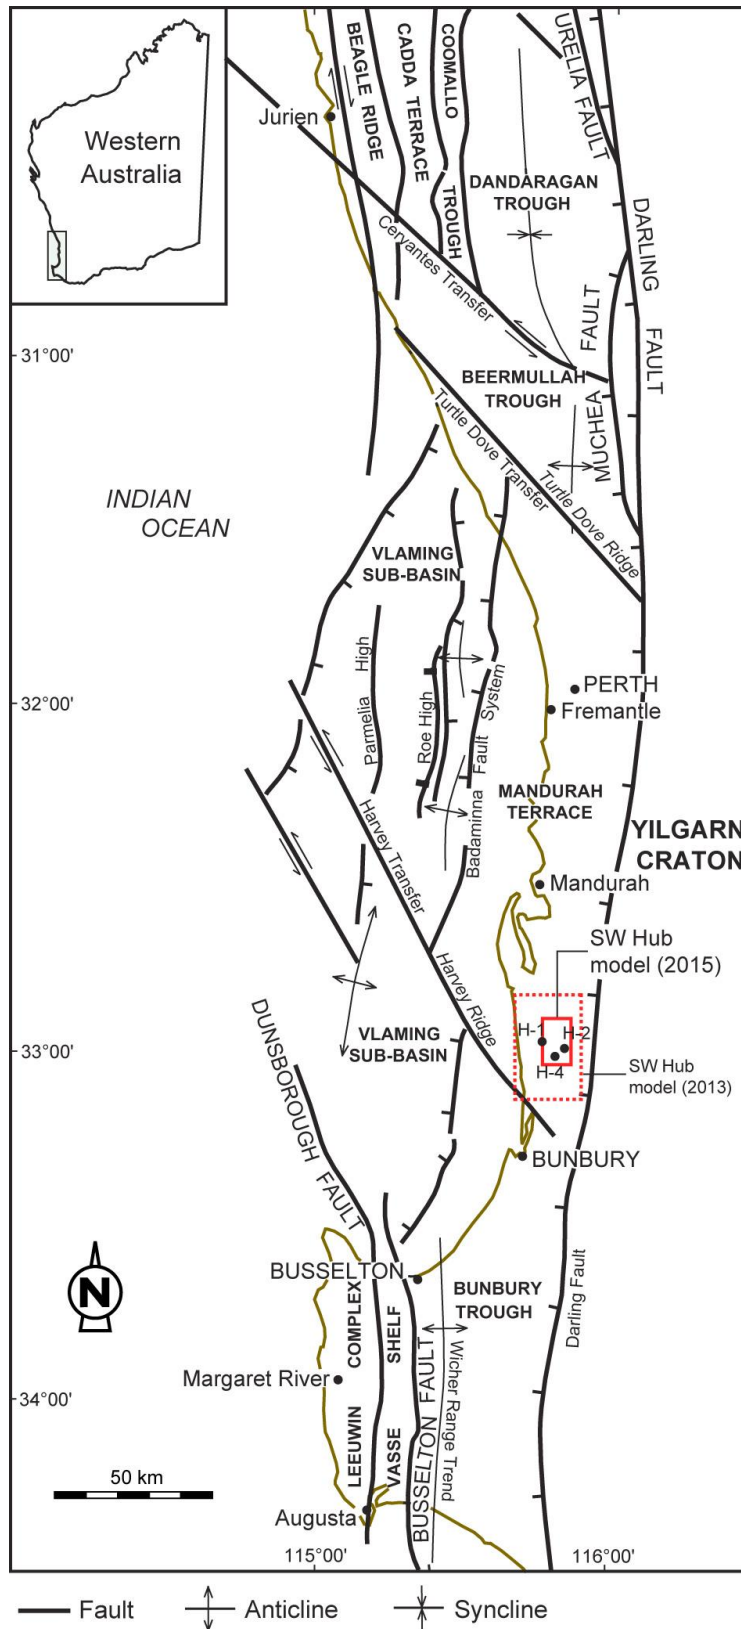 Western
Australia
Jurien
BEAGLE RIDGE
CADDA TERRACE
COOMALLO
TROUGH
URELLA FAULT
DANDARAGAN
TROUGH
DARLING
FAULT
Cervantes Transfer
MUCHEA FAULT
31°00'
BEERMULLAH
TROUGH
Turtle Dove Transfer
Turtle Dove Ridge
INDIAN
OCEAN
VLAMING
SUB-BASIN
Parmelia High
Roe High
Badaminna Fault System
32°00'
PERTH
Fremantle
MANDURAH
TERRACE
YILGARN
CRATON
Harvey Transfer
Mandurah
SW Hub
model (2015)
Harvey Ridge
H-1
H-2
H-4
33°00'
VLAMING
SUB-BASIN
SW Hub
model (2013)
DUNSBOROUGH FAULT
BUNBURY
BUSSELTON
N
BUNBURY
TROUGH
Darling Fault
LEEUWIN COMPLEX
VASSE SHELF
BUSSELTON FAULT
Wicher Range Trend
Margaret River
34°00'
50 km
Augusta
115°00'
116°00'
Fault
Anticline
Syncline